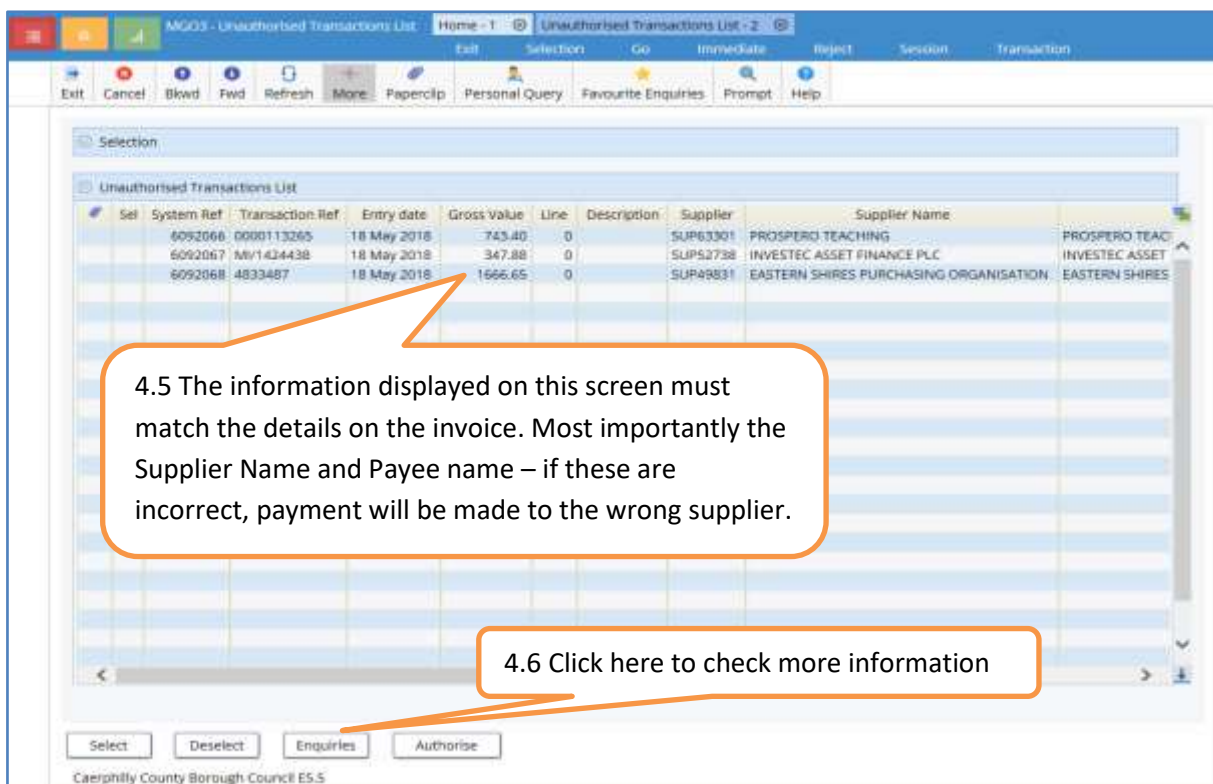 MG03 - Unauthorised Transactions List Home - 1 Unauthorised Transactions List - 2
Exit Selection Go Immediate Reject Session Transaction
Exit Cancel Bkwd Fwd Refresh More Paperclip Personal Query Favourite Enquiries Prompt Help
Selection
Unauthorised Transactions List
Sel System Ref Transaction Ref Entry date Gross Value Line Description Supplier Supplier Name
6092066 0000113265 18 May 2018 743.40 0 SUP63301 PROSPERO TEACHING PROSPERO TEAC
6092067 MV1424438 18 May 2018 347.88 0 SUP52738 INVESTEC ASSET FINANCE PLC INVESTEC ASSET
6092068 4833487 18 May 2018 1666.65 0 SUP49831 EASTERN SHIRES PURCHASING ORGANISATION EASTERN SHIRES
4.5 The information displayed on this screen must
match the details on the invoice. Most importantly the
Supplier Name and Payee name – if these are
incorrect, payment will be made to the wrong supplier.
4.6 Click here to check more information
Select Deselect Enquiries Authorise
Caerphilly County Borough Council E5.5